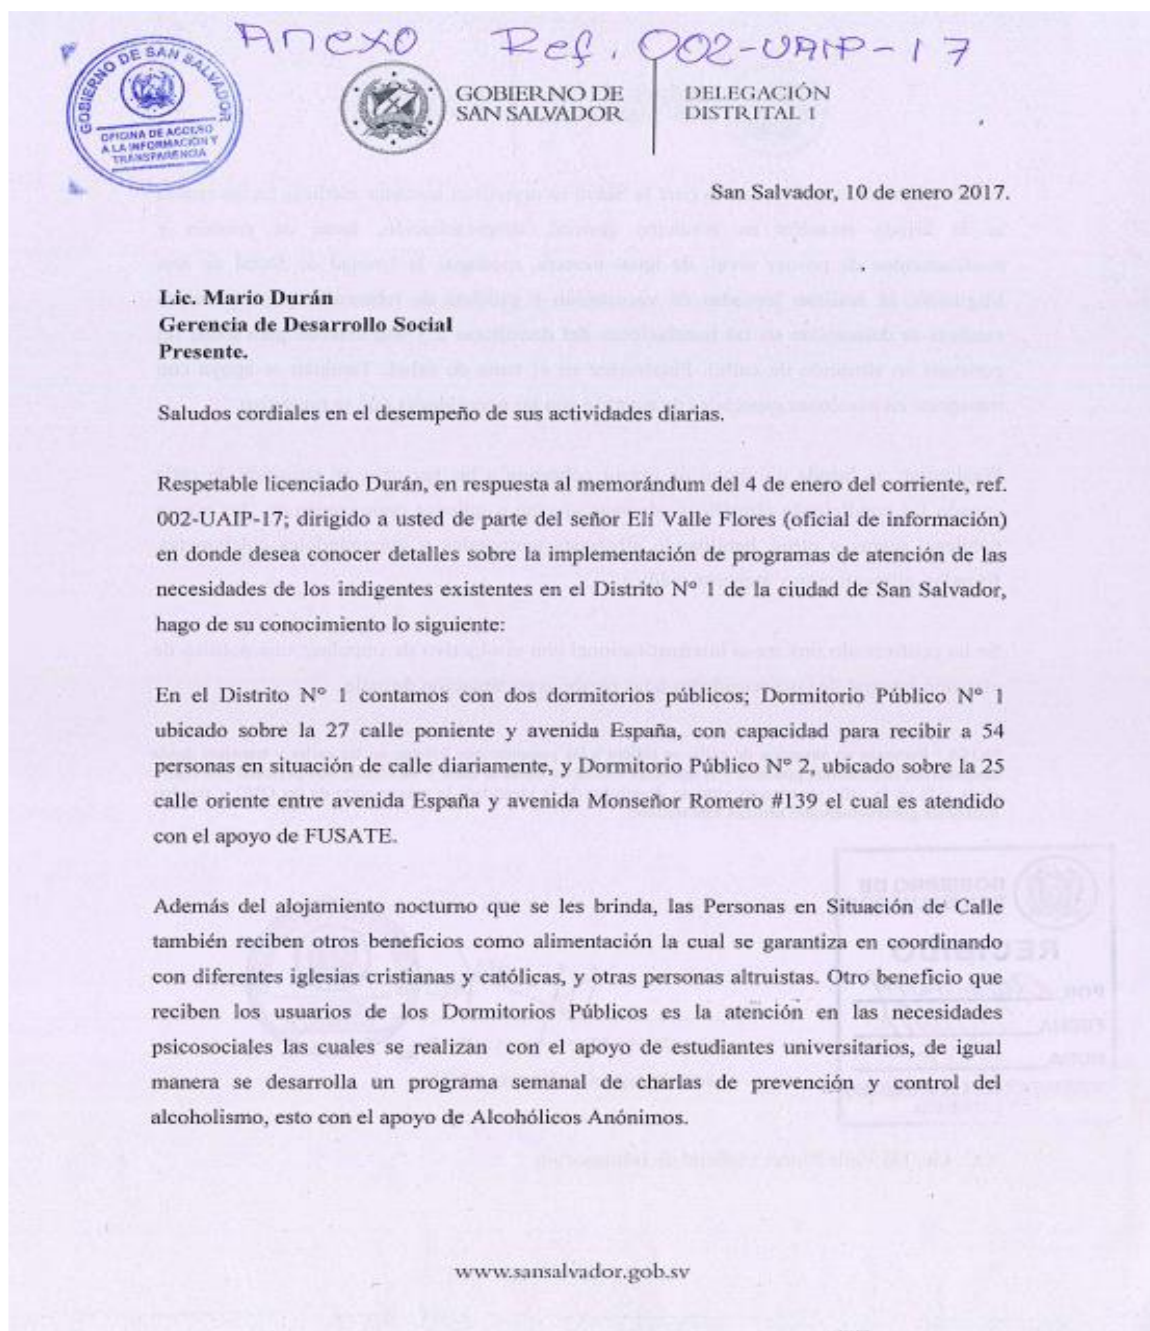 Anexo Ref. 002-UAIP-17
GOBIERNO DE SAN SALVADOR
OFICINA DE ACCESO
A LA INFORMACIÓN Y
TRANSPARENCIA
GOBIERNO DE
SAN SALVADOR
DELEGACIÓN
DISTRITAL 1
San Salvador, 10 de enero 2017.
Lic. Mario Durán
Gerencia de Desarrollo Social
Presente.
Saludos cordiales en el desempeño de sus actividades diarias.
Respetable licenciado Durán, en respuesta al memorándum del 4 de enero del corriente, ref.
002-UAIP-17; dirigido a usted de parte del señor Elí Valle Flores (oficial de información)
en donde desea conocer detalles sobre la implementación de programas de atención de las
necesidades de los indigentes existentes en el Distrito N° 1 de la ciudad de San Salvador,
hago de su conocimiento lo siguiente:
En el Distrito N° 1 contamos con dos dormitorios públicos; Dormitorio Público N° 1
ubicado sobre la 27 calle poniente y avenida España, con capacidad para recibir a 54
personas en situación de calle diariamente, y Dormitorio Público N° 2, ubicado sobre la 25
calle oriente entre avenida España y avenida Monseñor Romero #139 el cual es atendido
con el apoyo de FUSATE.
Además del alojamiento nocturno que se les brinda, las Personas en Situación de Calle
también reciben otros beneficios como alimentación la cual se garantiza en coordinando
con diferentes iglesias cristianas y católicas, y otras personas altruistas. Otro beneficio que
reciben los usuarios de los Dormitorios Públicos es la atención en las necesidades
psicosociales las cuales se realizan con el apoyo de estudiantes universitarios, de igual
manera se desarrolla un programa semanal de charlas de prevención y control del
alcoholismo, esto con el apoyo de Alcohólicos Anónimos.
www.sansalvador.gob.sv